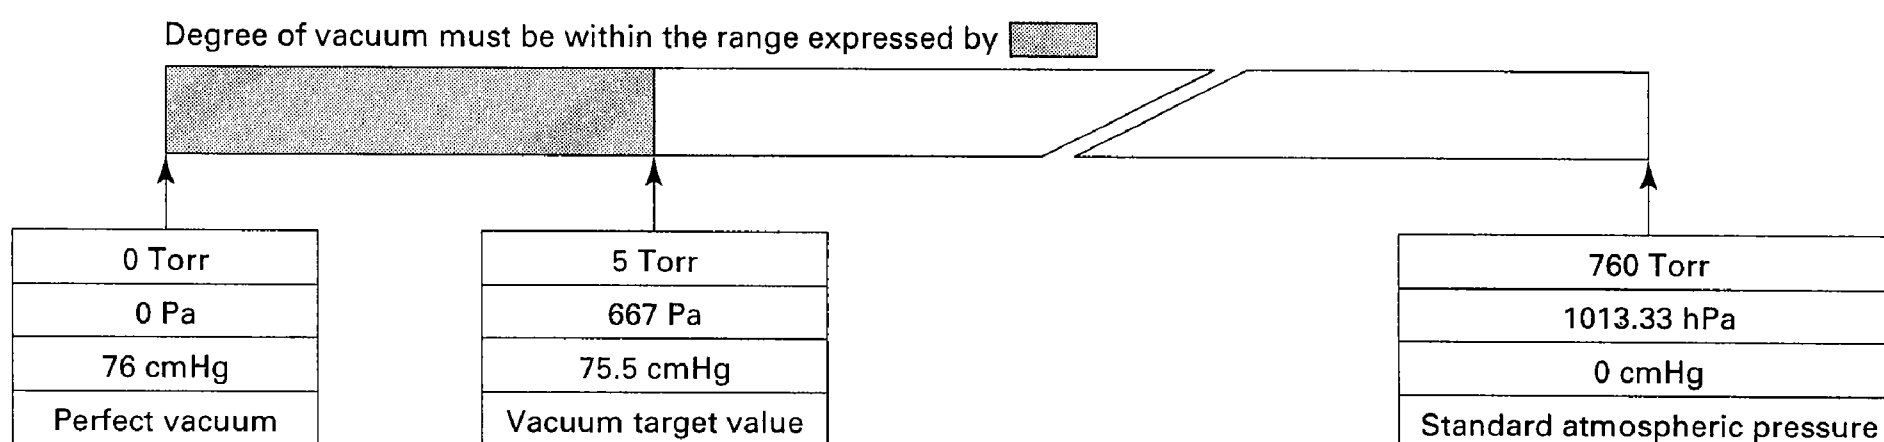 Degree of vacuum must be within the range expressed by
0 Torr
0 Pa
76 cmHg
Perfect vacuum
5 Torr
667 Pa
75.5 cmHg
Vacuum target value
760 Torr
1013.33 hPa
0 cmHg
Standard atmospheric pressure